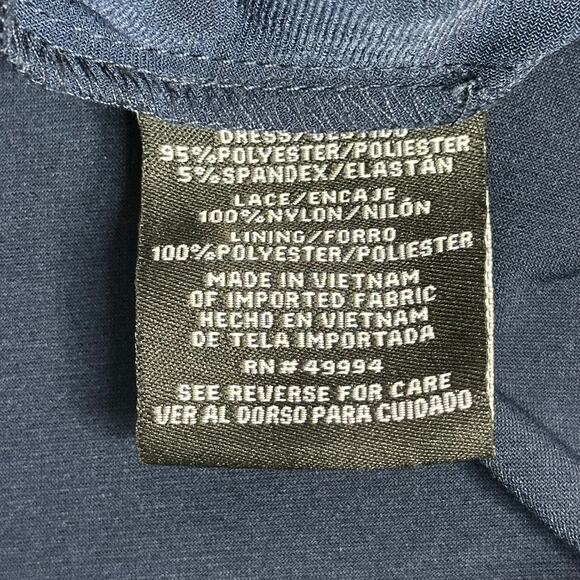 DRESS/VESTIDO
95%POLYESTER/POLIESTER
5%SPANDEX/ELASTÁN
LACE/ENCAJE
100%NYLON/NILÓN
LINING/FORRO
100%POLYESTER/POLIESTER
MADE IN VIETNAM
OF IMPORTED FABRIC
HECHO EN VIETNAM
DE TELA IMPORTADA
RN# 49994
SEE REVERSE FOR CARE
VER AL DORSO PARA CUIDADO